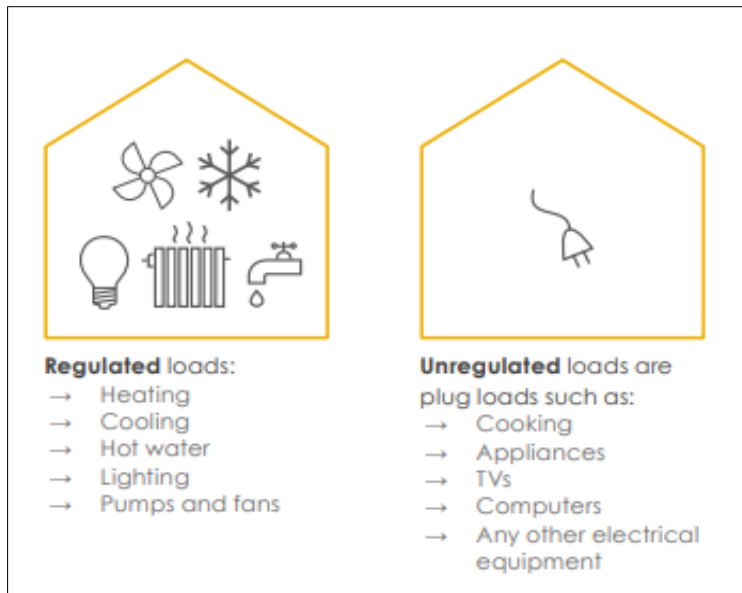 Regulated loads:
→ Heating
→ Cooling
→ Hot water
→ Lighting
→ Pumps and fans
Unregulated loads are
plug loads such as:
→ Cooking
→ Appliances
→ TVs
→ Computers
→ Any other electrical
equipment